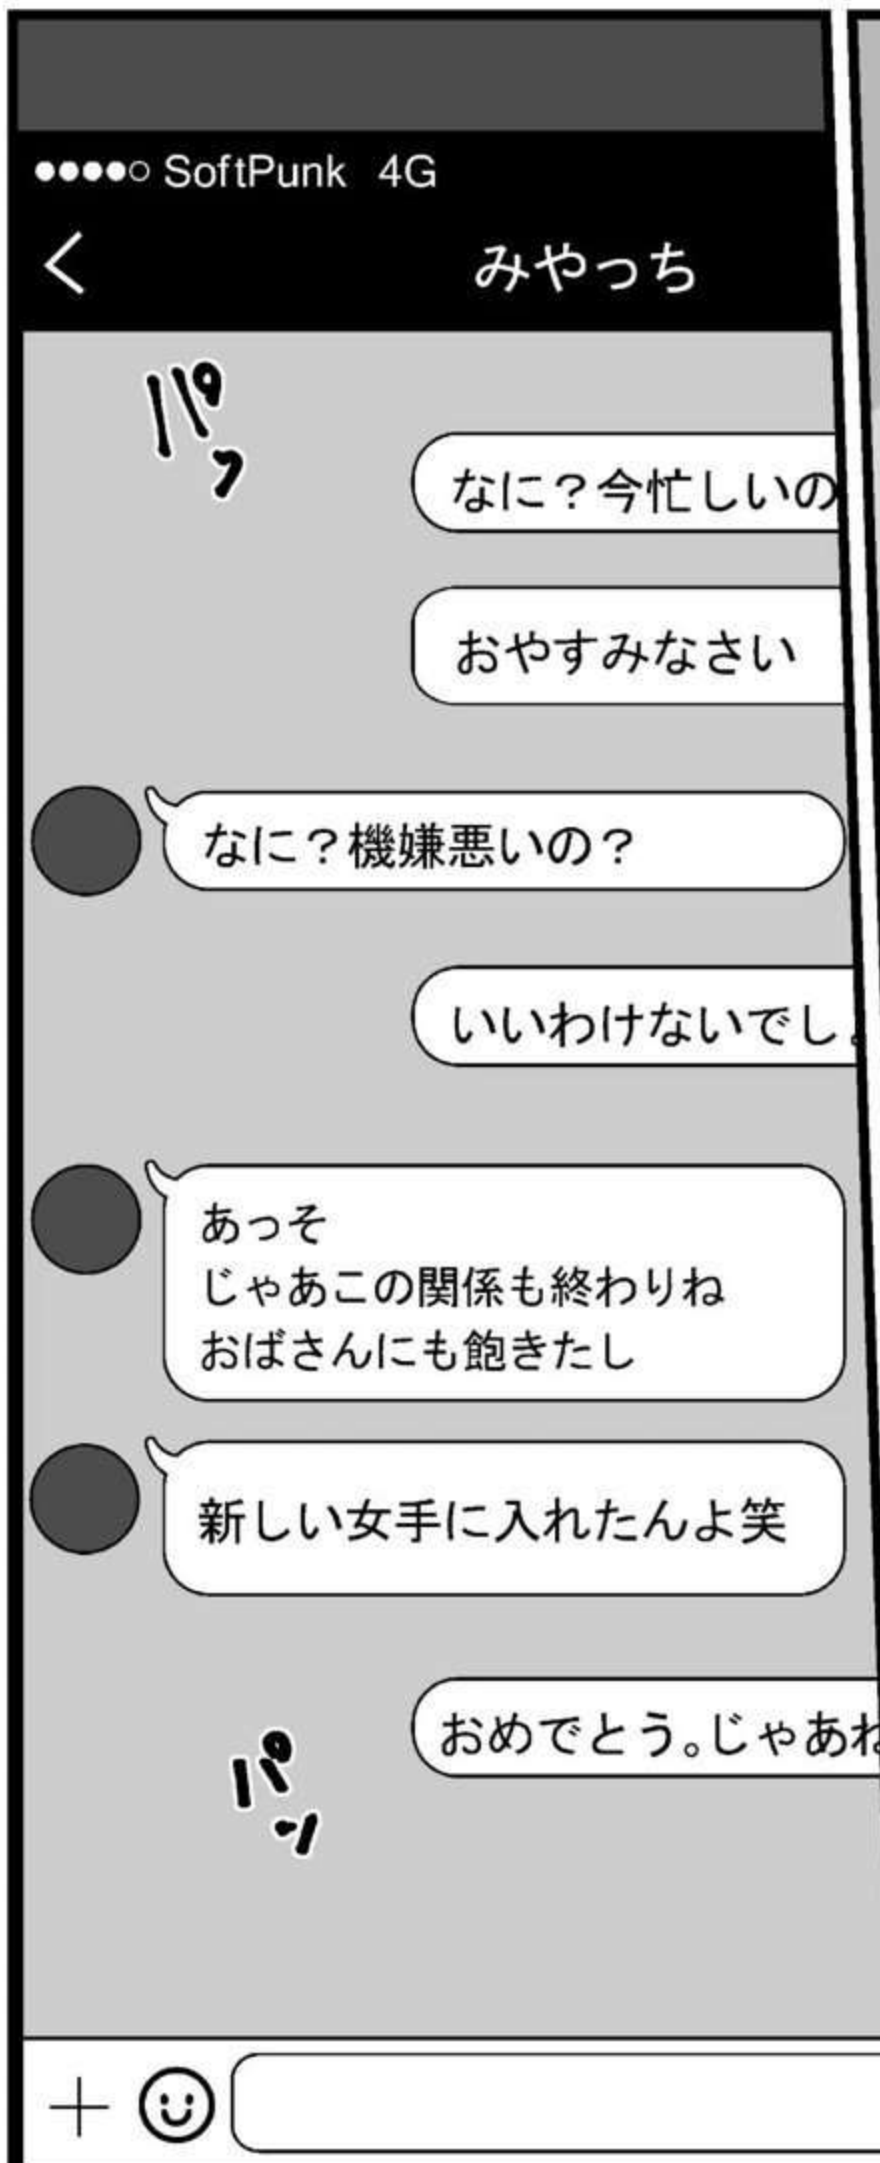 SoftPunk 4G
みやっち
パッ
なに？今忙しいの
おやすみなさい
なに？機嫌悪いの？
いいわけないでし
あっそ
じゃあこの関係も終わりね
おばさんにも飽きたし
新しい女手に入れたんよ笑
おめでとう。じゃあね
パッ